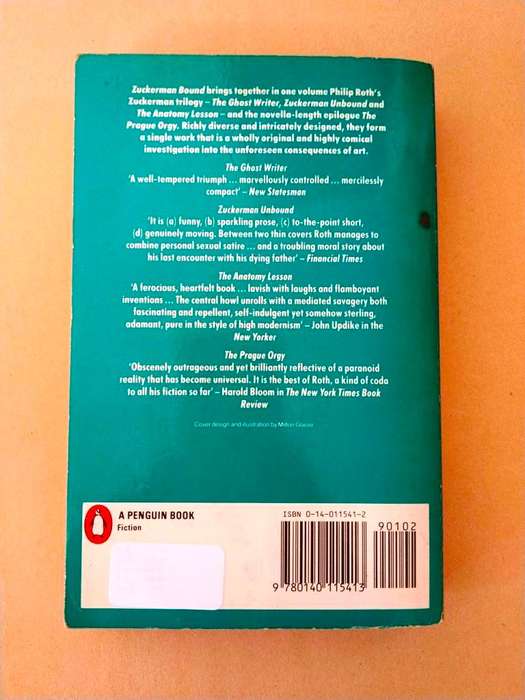 Zuckerman Bound brings together in one volume Philip Roth's
Zuckerman trilogy – The Ghost Writer, Zuckerman Unbound and
The Anatomy Lesson – and the novella-length epilogue The
Prague Orgy. Richly diverse and intricately designed, they form
a single work that is a wholly original and highly comical
investigation into the unforeseen consequences of art.
The Ghost Writer
'A well-tempered triumph ... marvellously controlled ... mercilessly
compact' – New Statesman
Zuckerman Unbound
'It is (a) funny, (b) sparkling prose, (c) to-the-point short,
(d) genuinely moving. Between two thin covers Roth manages to
combine personal sexual satire ... and a troubling moral story about
his last encounter with his dying father' – Financial Times
The Anatomy Lesson
'A ferocious, heartfelt book ... lavish with laughs and flamboyant
inventions ... The central howl unrolls with a mediated savagery both
fascinating and repellent, self-indulgent yet somehow sterling,
adamant, pure in the style of high modernism' – John Updike in the
New Yorker
The Prague Orgy
'Obscenely outrageous and yet brilliantly reflective of a paranoid
reality that has become universal. It is the best of Roth, a kind of coda
to all his fiction so far' – Harold Bloom in The New York Times Book
Review
Cover design and illustration by Milton Glaser
A PENGUIN BOOK
Fiction
ISBN 0-14-011541-2
90102
9 780140 115413